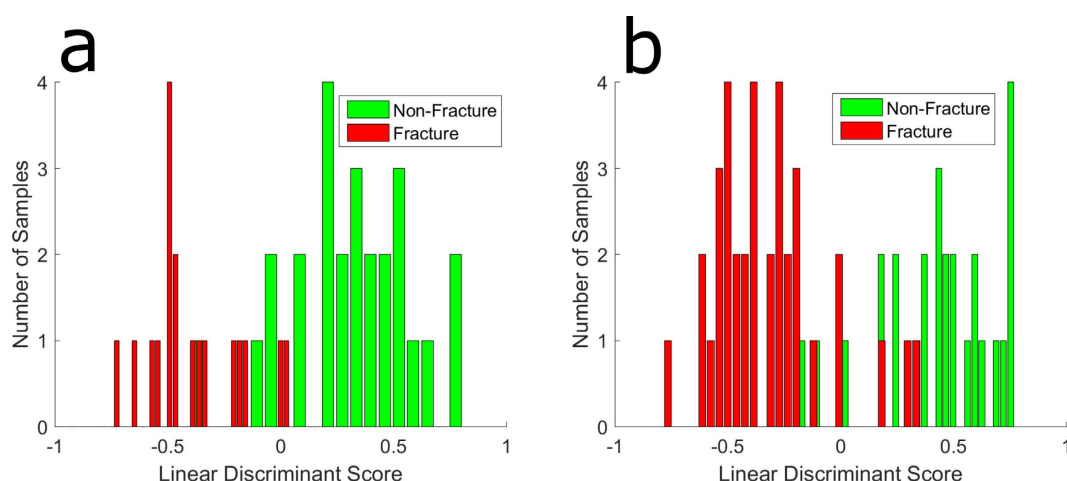 a
4
3
2
1
0
Number of Samples
Non-Fracture
Fracture
-1
-0.5
0
0.5
1
Linear Discriminant Score
b
4
3
2
1
0
Number of Samples
Non-Fracture
Fracture
-1
-0.5
0
0.5
1
Linear Discriminant Score